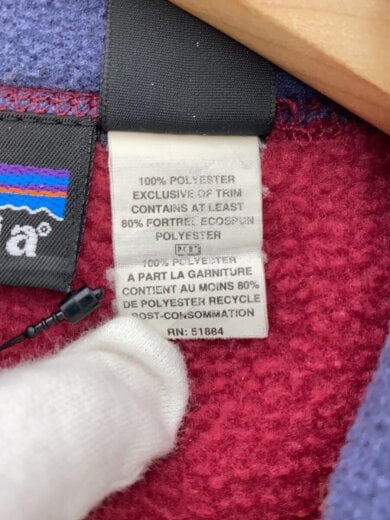 100% POLYESTER
EXCLUSIVE OF TRIM
CONTAINS AT LEAST
80% FORTREL ECOSPUN
POLYESTER
100% POLYESTER
A PART LA GARNITURE
CONTIENT AU MOINS 80%
DE POLYESTER RECYCLE
POST-CONSOMMATION
RN: 51884
ia®